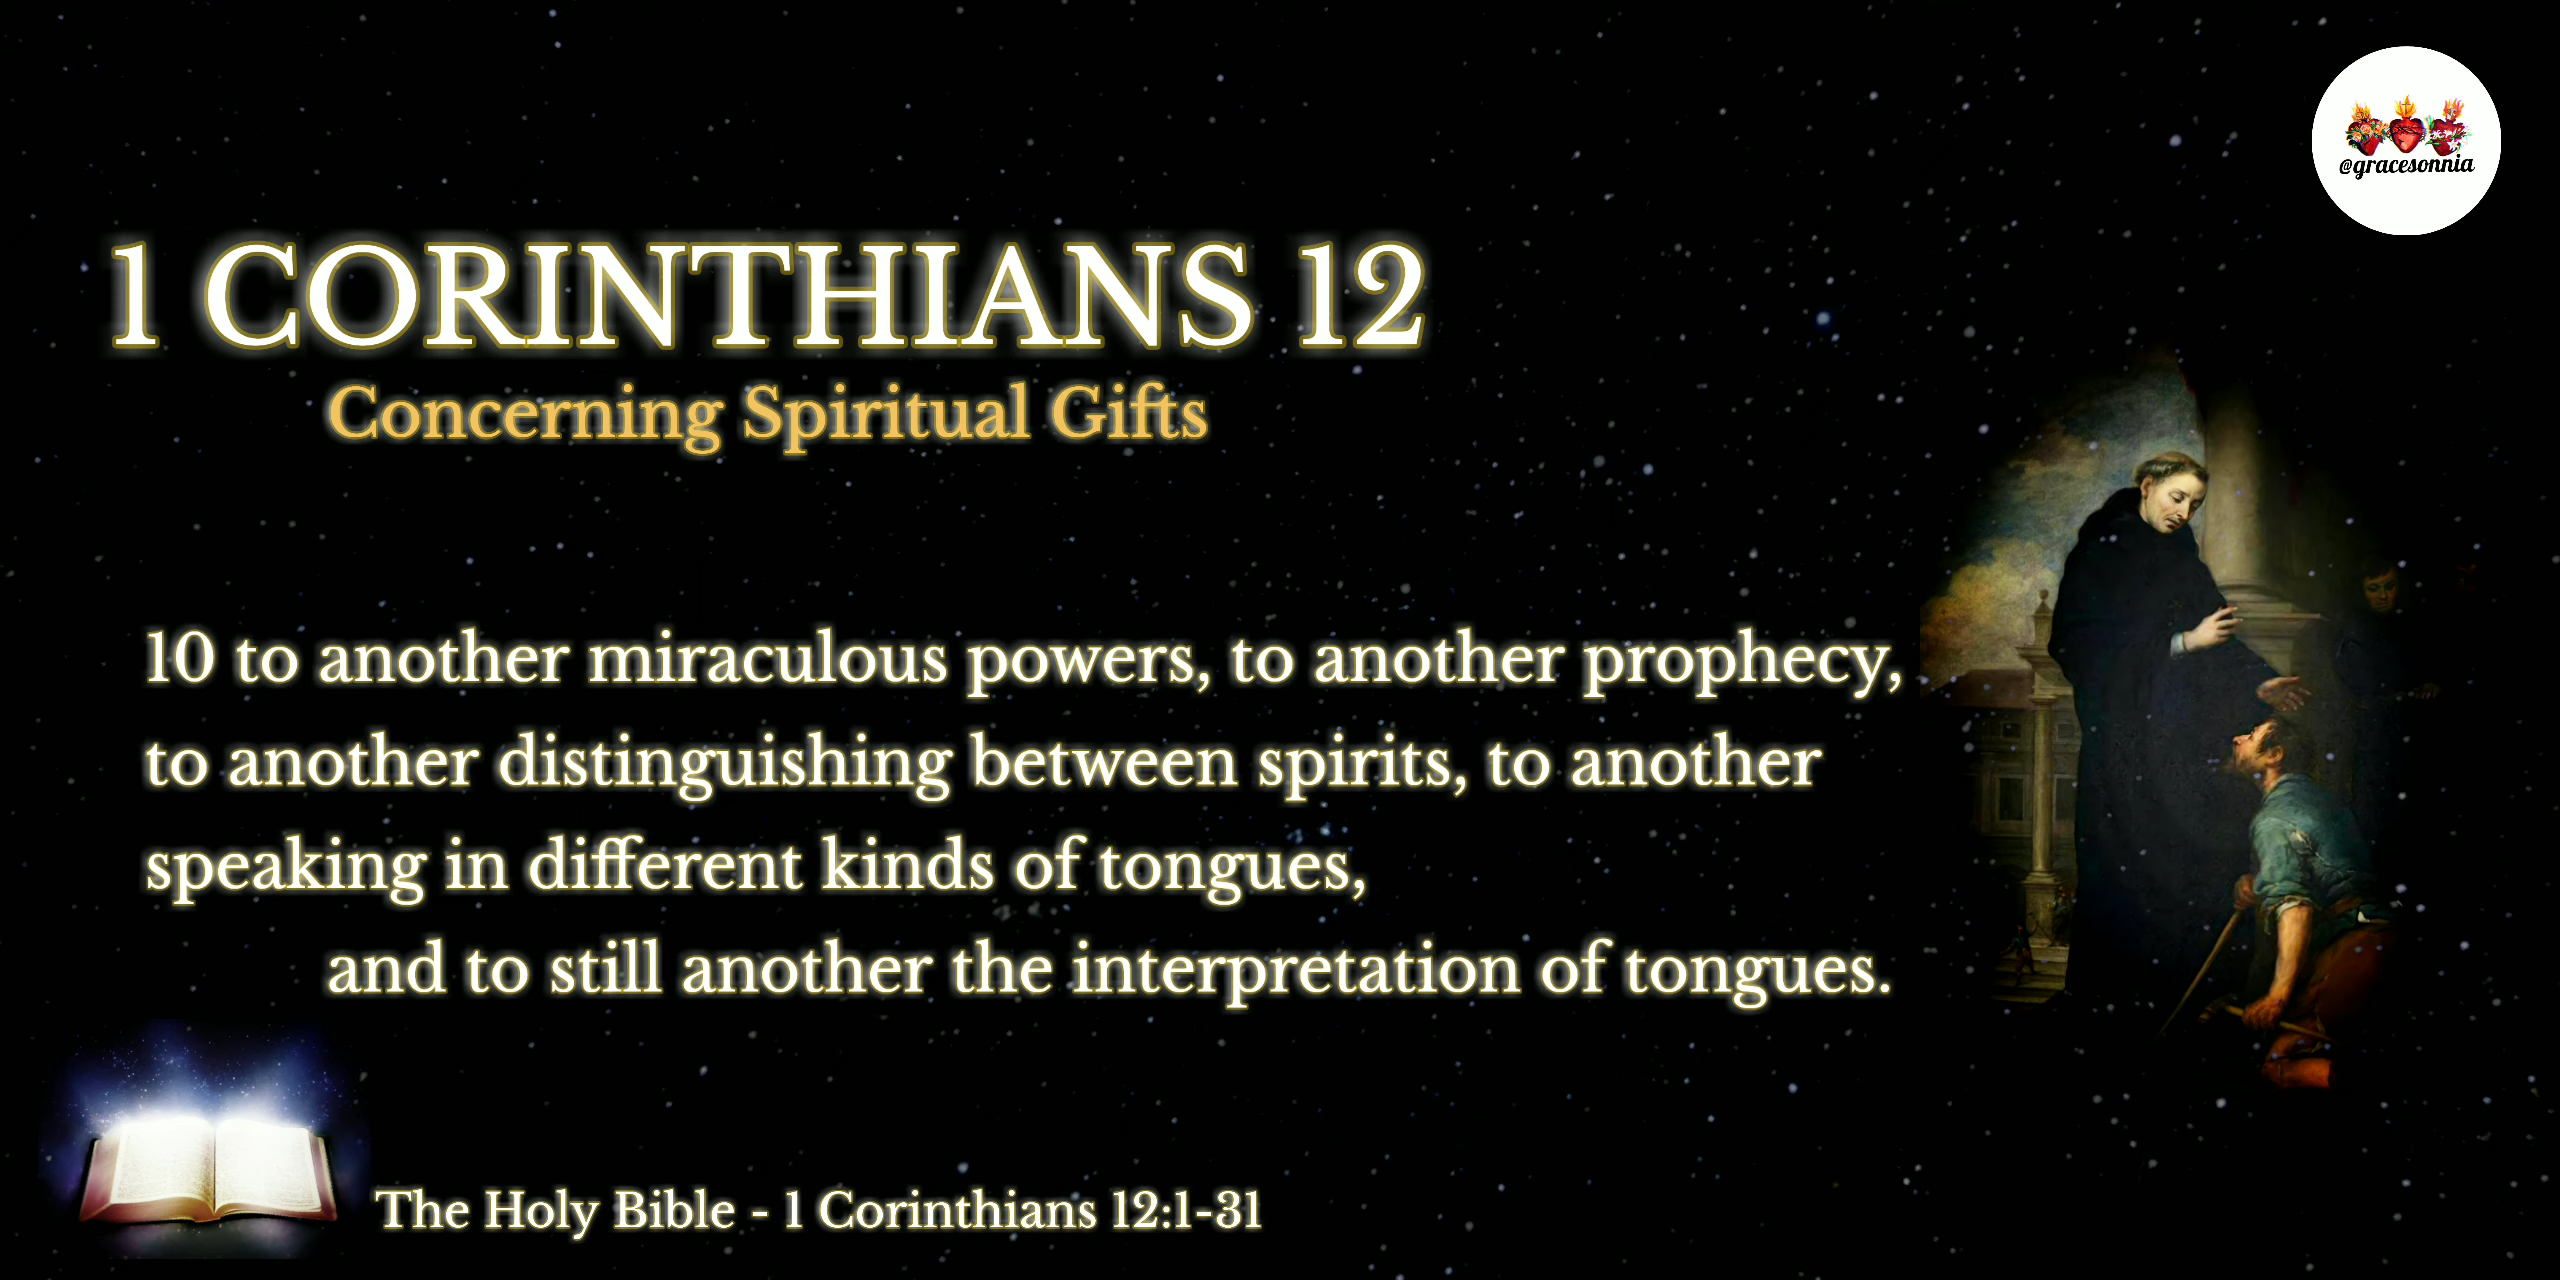 @gracesonnia
1 CORINTHIANS 12
Concerning Spiritual Gifts
10 to another miraculous powers, to another prophecy,
to another distinguishing between spirits, to another
speaking in different kinds of tongues,
and to still another the interpretation of tongues.
The Holy Bible - 1 Corinthians 12:1-31